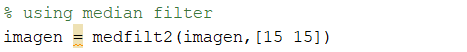 % using median filter
imagen = medfilt2(imagen,[15 15])